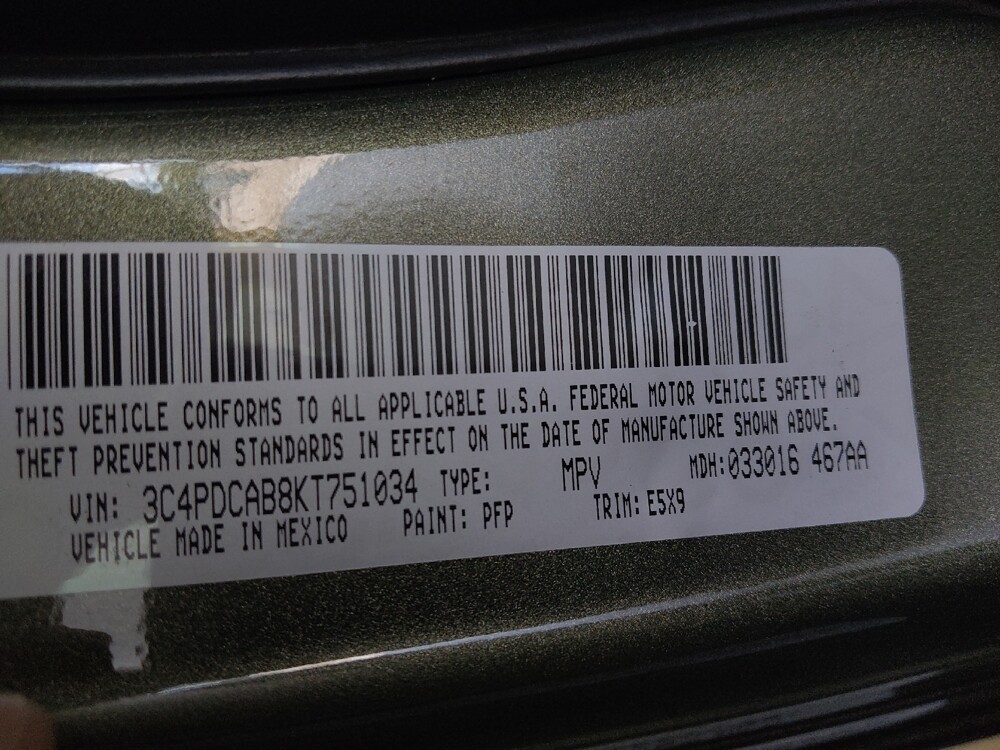 THIS VEHICLE CONFORMS TO ALL APPLICABLE U.S.A. FEDERAL MOTOR VEHICLE SAFETY AND
THEFT PREVENTION STANDARDS IN EFFECT ON THE DATE OF MANUFACTURE SHOWN ABOVE.
VIN: 3C4PDCAB8KT751034 TYPE: MPV MDH:033016 467AA
VEHICLE MADE IN MEXICO PAINT: PFP TRIM: E5X9